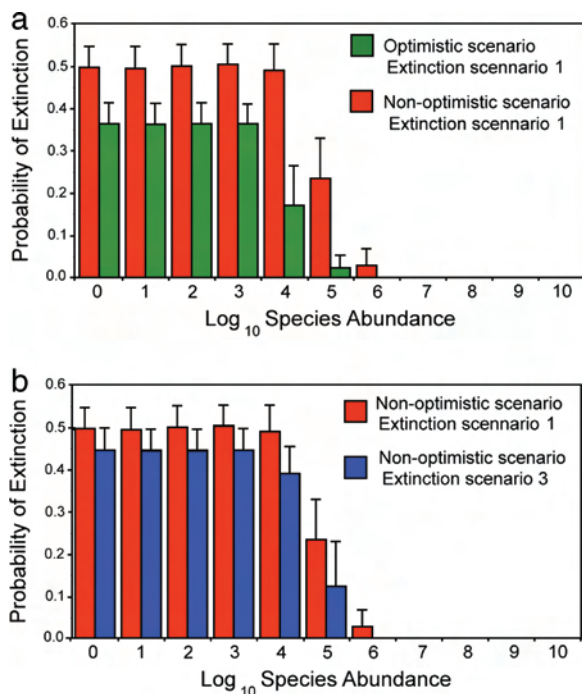 a
Probability of Extinction
0.6
0.5
0.4
0.3
0.2
0.1
0.0
Optimistic scenario
Extinction scennario 1
Non-optimistic scenario
Extinction scennario 1
0 1 2 3 4 5 6 7 8 9 10
Log 10 Species Abundance
b
Probability of Extinction
0.6
0.5
0.4
0.3
0.2
0.1
0.0
Non-optimistic scenario
Extinction scennario 1
Non-optimistic scenario
Extinction scenario 3
0 1 2 3 4 5 6 7 8 9 10
Log 10 Species Abundance